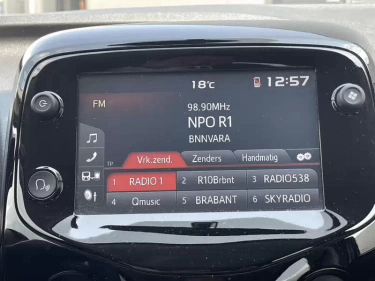 18°c 12:57
FM
98.90MHz
NPO R1
BNNVARA
TP Vrk.zend. Zenders Handmatig
1 RADIO 1 2 R10Brbnt 3 RADIO538
4 Qmusic 5 BRABANT 6 SKYRADIO